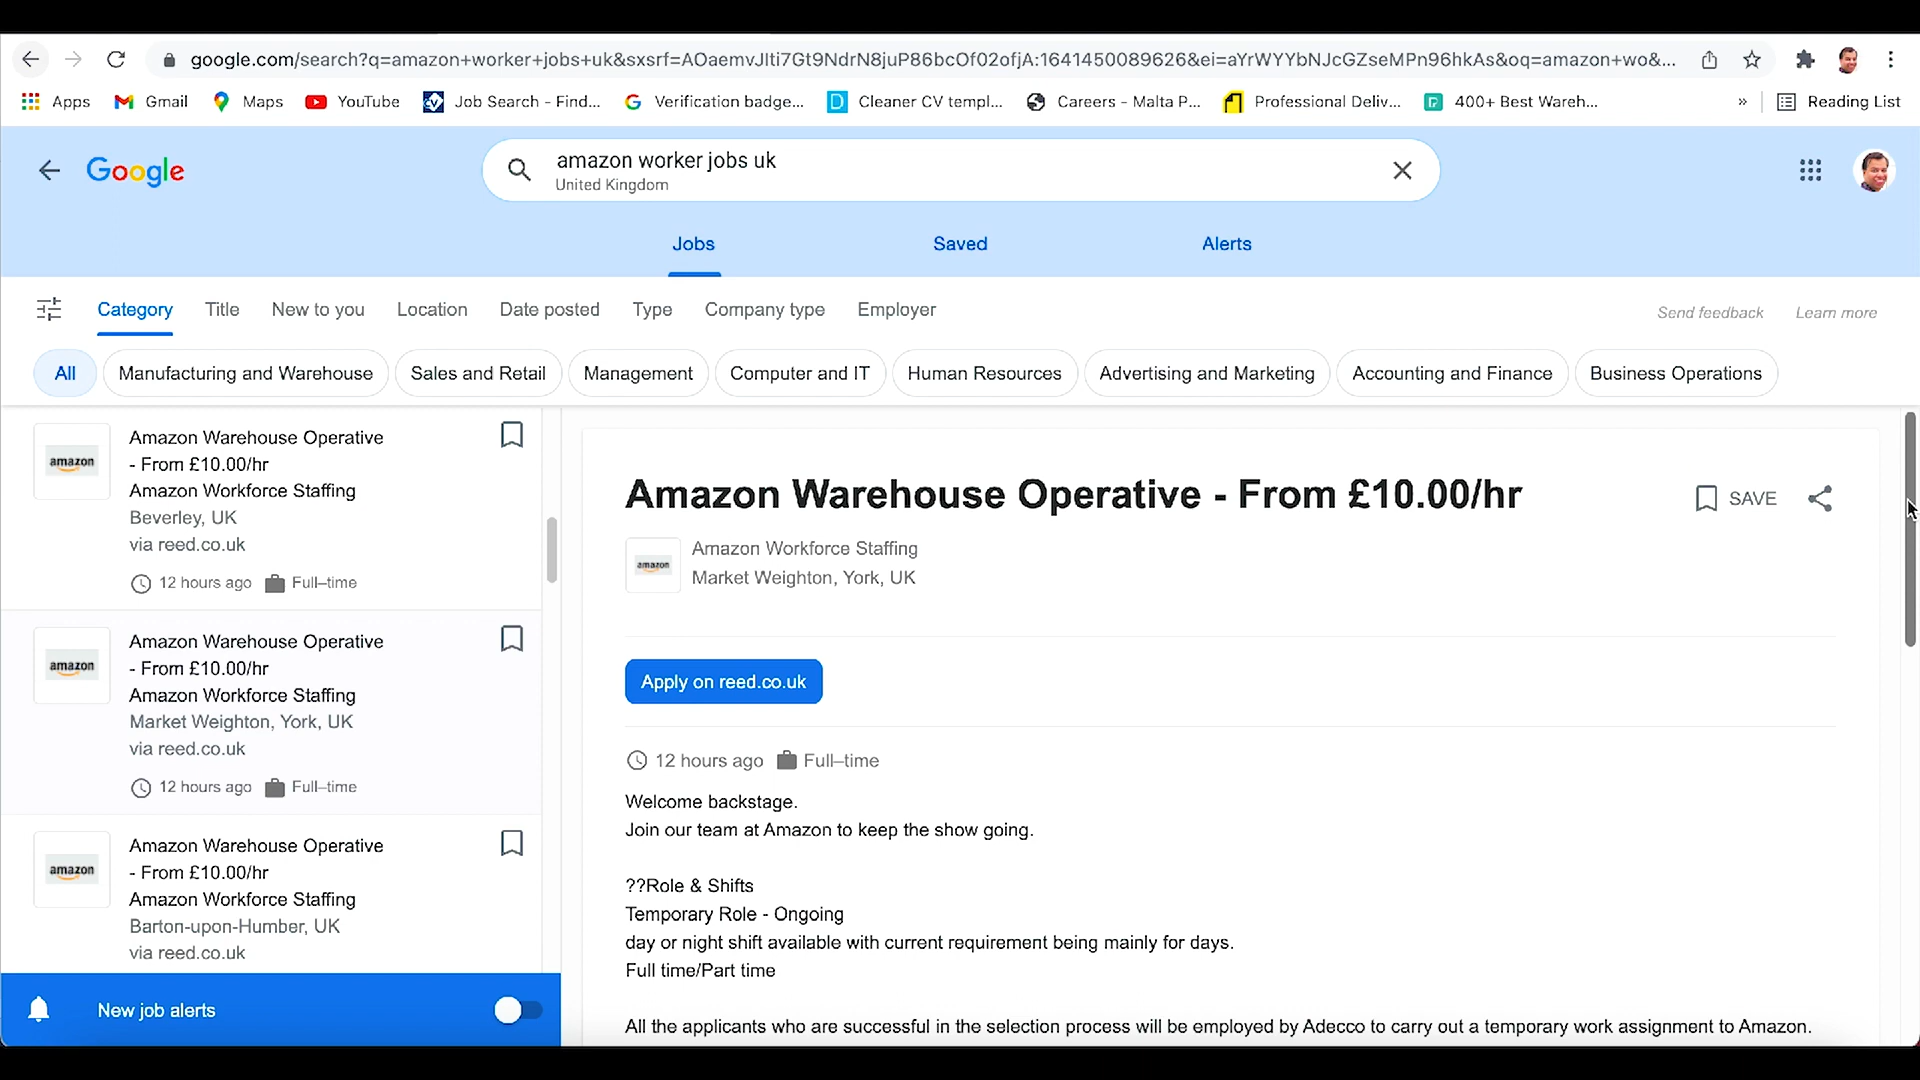 google.com/search?q=amazon+worker+jobs+uk&sxsrf=AOaemvJlti7Gt9NdrN8juP86bcOf02ofjA:1641450089626&ei=aYrWYYbNJcGZseMPn96hkAs&oq=amazon+wo&...
Apps Gmail Maps YouTube Job Search - Find... Verification badge... Cleaner CV templ... Careers - Malta P... Professional Deliv... 400+ Best Wareh... » Reading List
Google
amazon worker jobs uk
United Kingdom
Jobs Saved Alerts
Category Title New to you Location Date posted Type Company type Employer Send feedback Learn more
All Manufacturing and Warehouse Sales and Retail Management Computer and IT Human Resources Advertising and Marketing Accounting and Finance Business Operations
amazon
Amazon Warehouse Operative
- From £10.00/hr
Amazon Workforce Staffing
Beverley, UK
via reed.co.uk
12 hours ago Full–time
amazon
Amazon Warehouse Operative
- From £10.00/hr
Amazon Workforce Staffing
Market Weighton, York, UK
via reed.co.uk
12 hours ago Full–time
amazon
Amazon Warehouse Operative
- From £10.00/hr
Amazon Workforce Staffing
Barton-upon-Humber, UK
via reed.co.uk
New job alerts
Amazon Warehouse Operative - From £10.00/hr
SAVE
amazon
Amazon Workforce Staffing
Market Weighton, York, UK
Apply on reed.co.uk
12 hours ago Full–time
Welcome backstage.
Join our team at Amazon to keep the show going.
??Role & Shifts
Temporary Role - Ongoing
day or night shift available with current requirement being mainly for days.
Full time/Part time
All the applicants who are successful in the selection process will be employed by Adecco to carry out a temporary work assignment to Amazon.